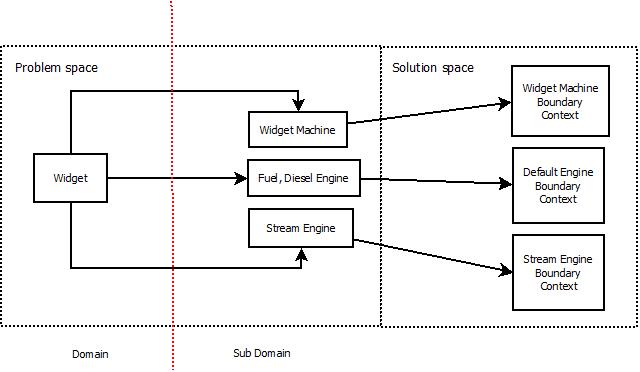 Problem space
Solution space
Widget
Widget Machine
Fuel, Diesel Engine
Stream Engine
Widget Machine
Boundary
Context
Default Engine
Boundary
Context
Stream Engine
Boundary
Context
Domain
Sub Domain